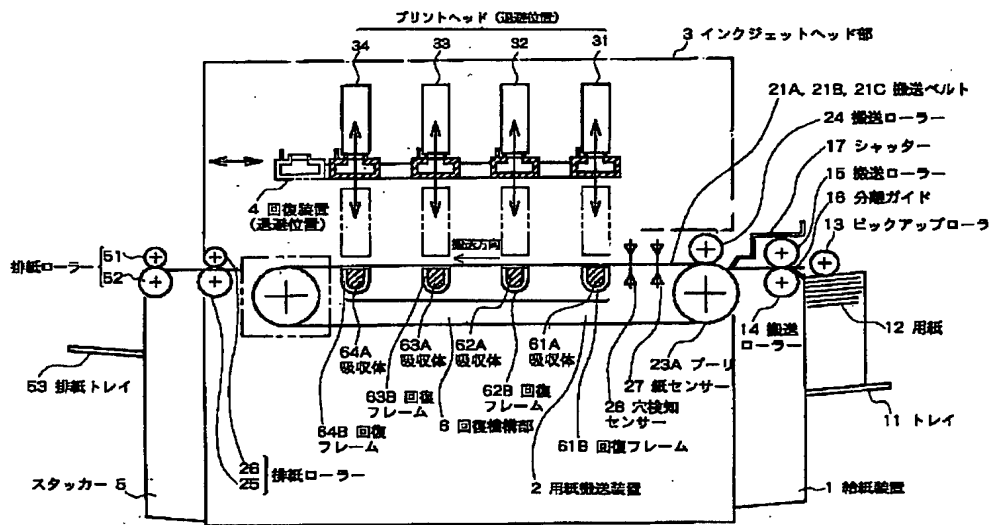 プリントヘッド (退避位置)
34
33
32
31
3 インクジェットヘッド部
21A, 21B, 21C 搬送ベルト
24 搬送ローラー
17 シャッター
15 搬送ローラー
16 分離ガイド
13 ピックアップローラ
4 回復装置
(退避位置)
搬送方向
排紙ローラー
51
52
14 搬送
ローラー
12 用紙
53 排紙トレイ
64A
吸収体
63A
吸収体
62A
吸収体
61A
吸収体
23A プーリ
27 紙センサー
28 穴検知
センサー
11 トレイ
64B 回復
フレーム
63B 回復
フレーム
6 回復機構部
62B 回復
フレーム
61B 回復フレーム
26
25
排紙ローラー
2 用紙搬送装置
スタッカー 5
1 給紙装置